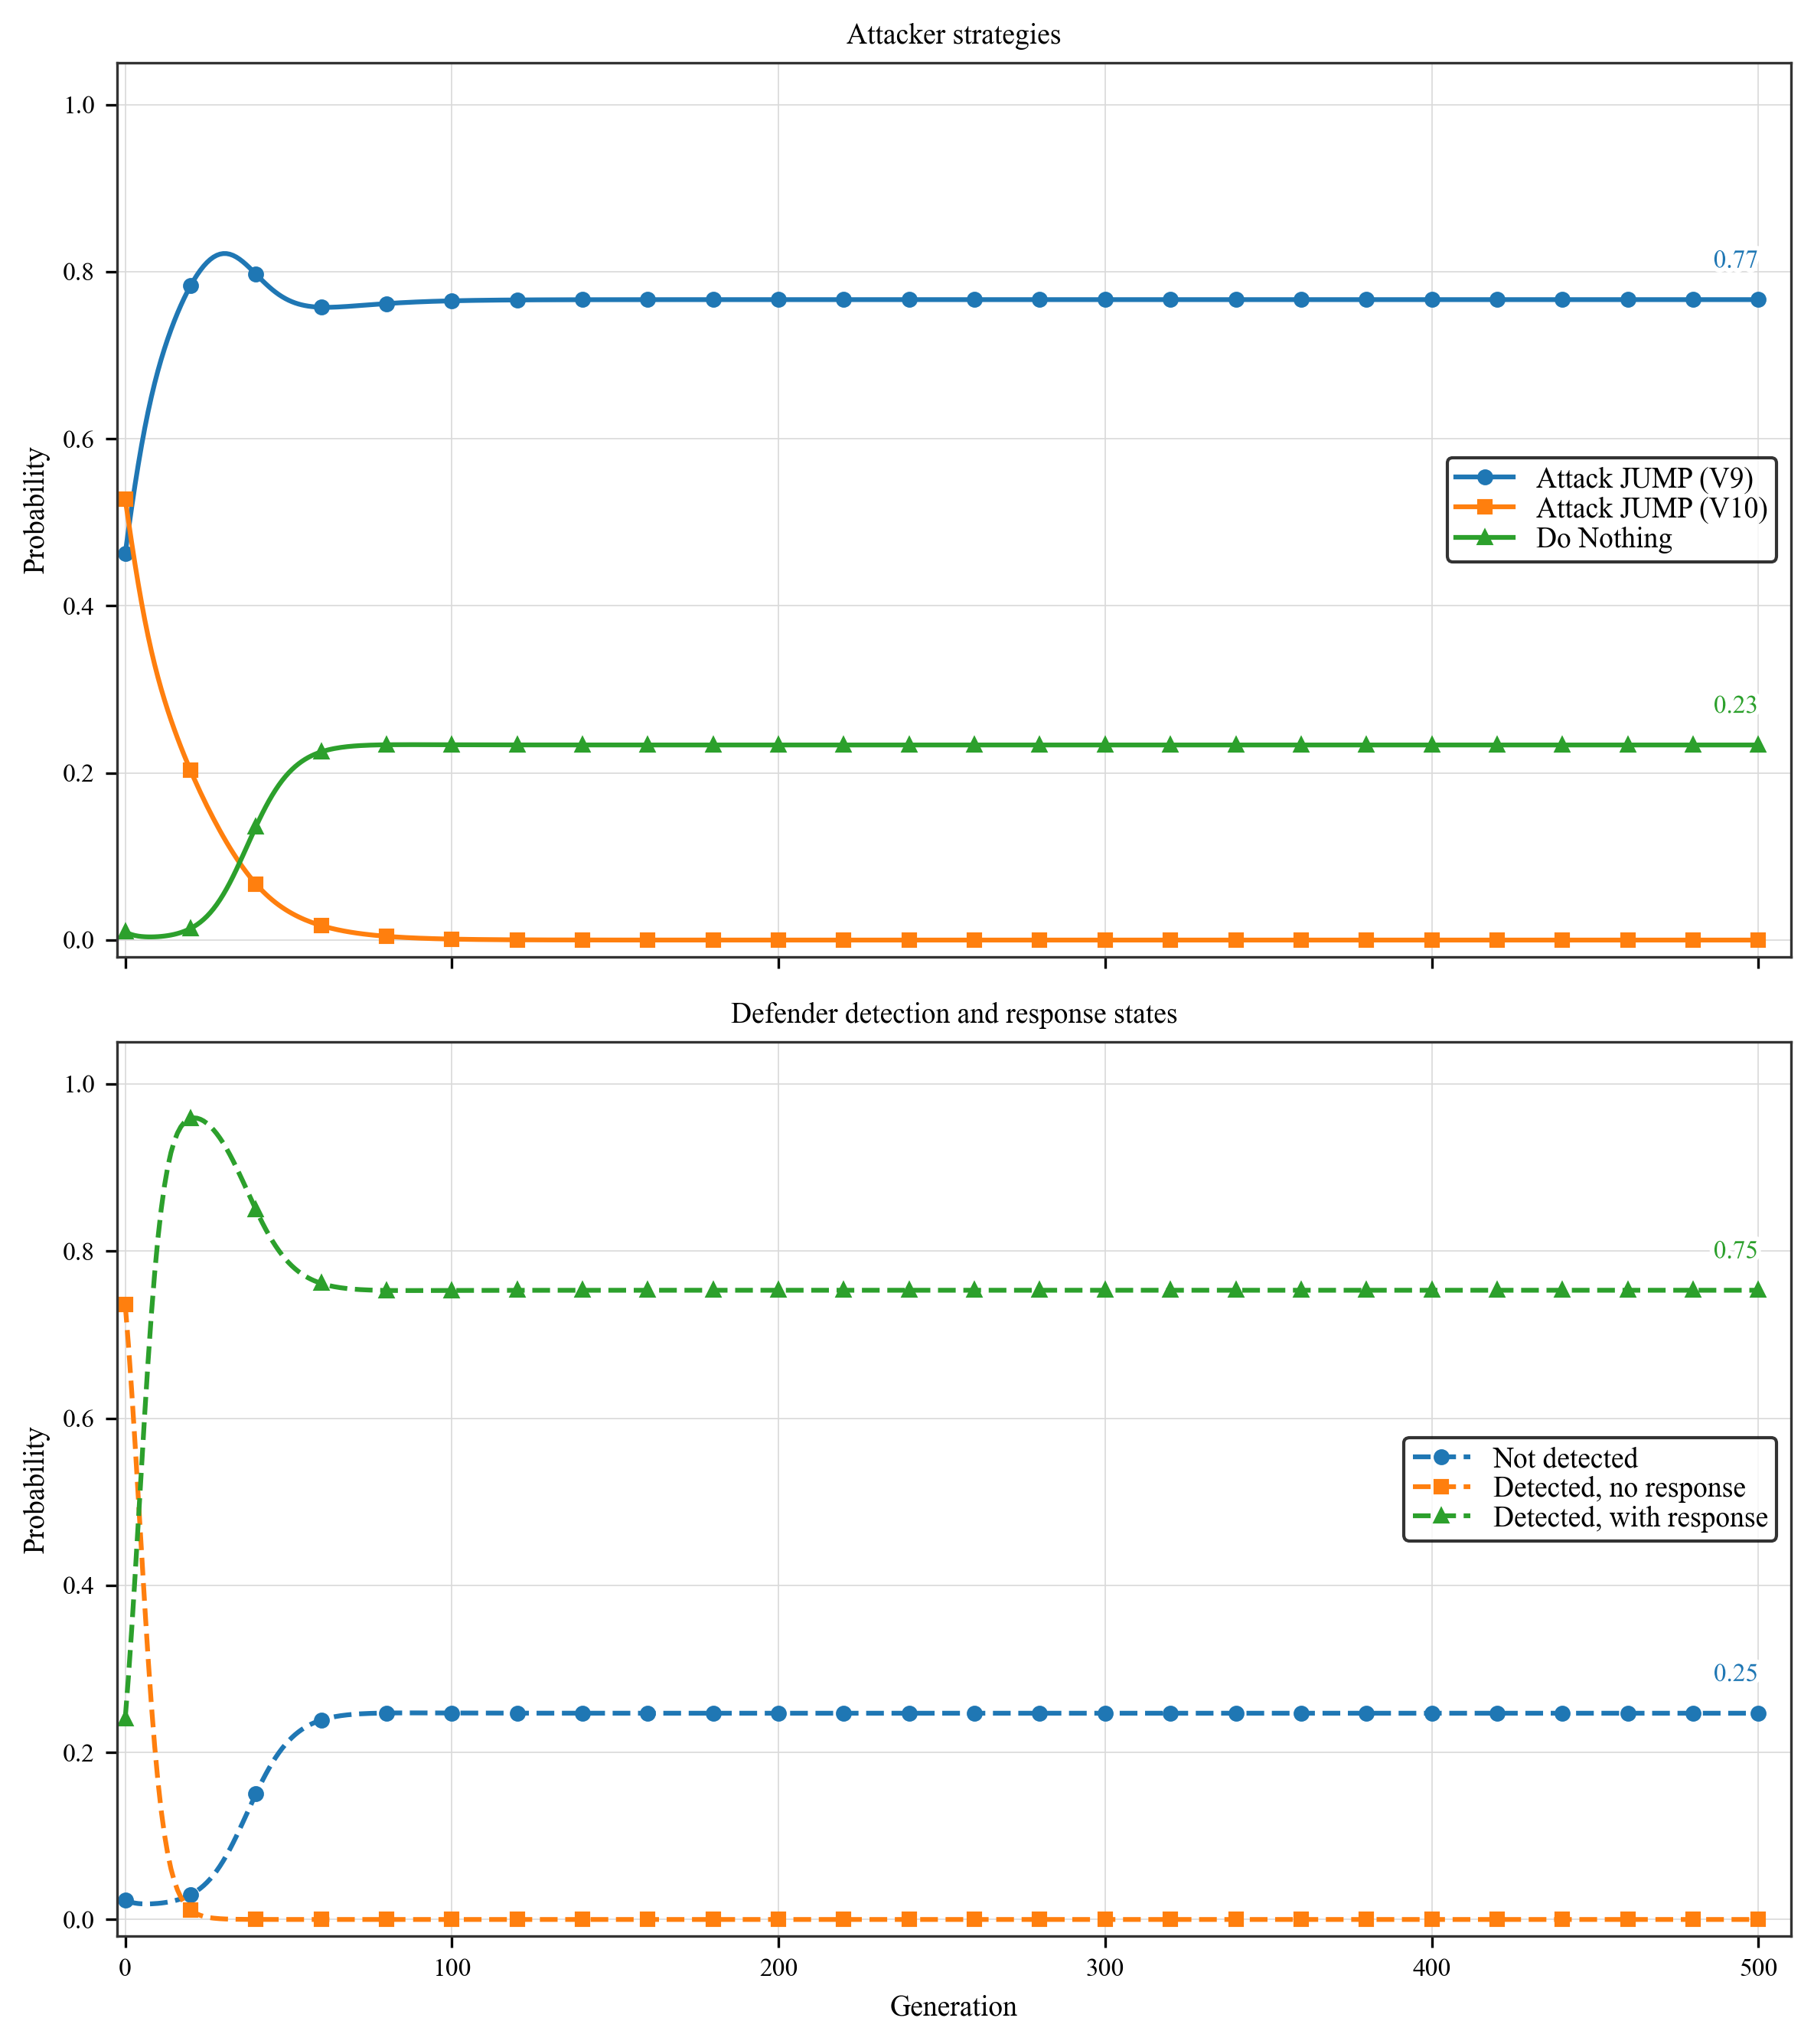 Attacker strategies
1.0
0.8
0.6
0.4
0.2
0.0
Probability
0.77
0.23
Attack JUMP (V9)
Attack JUMP (V10)
Do Nothing
Defender detection and response states
1.0
0.8
0.6
0.4
0.2
0.0
Probability
0.75
0.25
Not detected
Detected, no response
Detected, with response
0 100 200 300 400 500
Generation